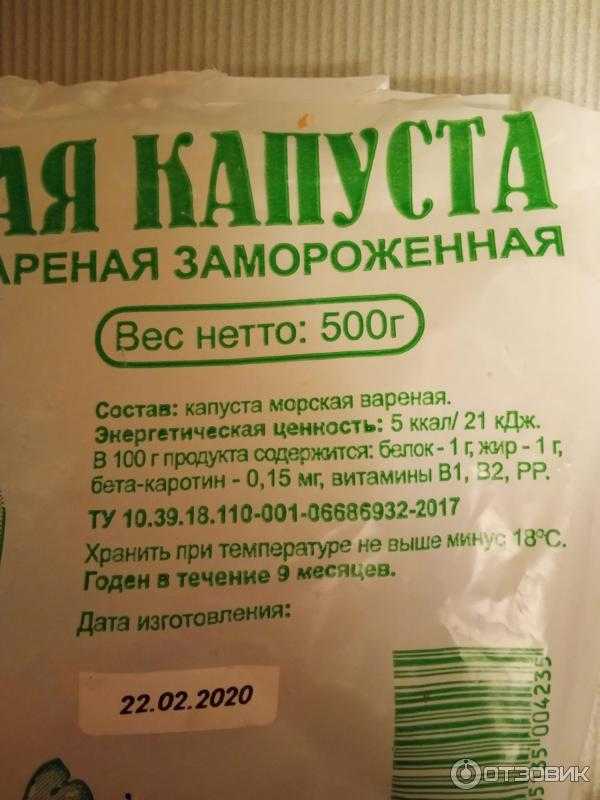 АЯ КАПУСТА
АРЕНАЯ ЗАМОРОЖЕННАЯ
Вес нетто: 500г
Состав: капуста морская вареная.
Энергетическая ценность: 5 ккал/ 21 кДж.
В 100 г продукта содержится: белок - 1 г, жир - 1 г,
бета-каротин - 0,15 мг, витамины В1, В2, РР.
ТУ 10.39.18.110-001-06686932-2017
Хранить при температуре не выше минус 18°С.
Годен в течение 9 месяцев.
Дата изготовления:
22.02.2020
ОТЗОВИК